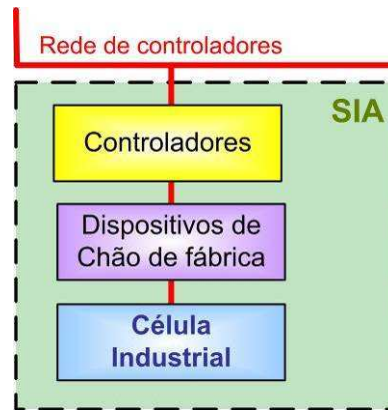 Rede de controladores
SIA
Controladores
Dispositivos de
Chão de fábrica
Célula
Industrial